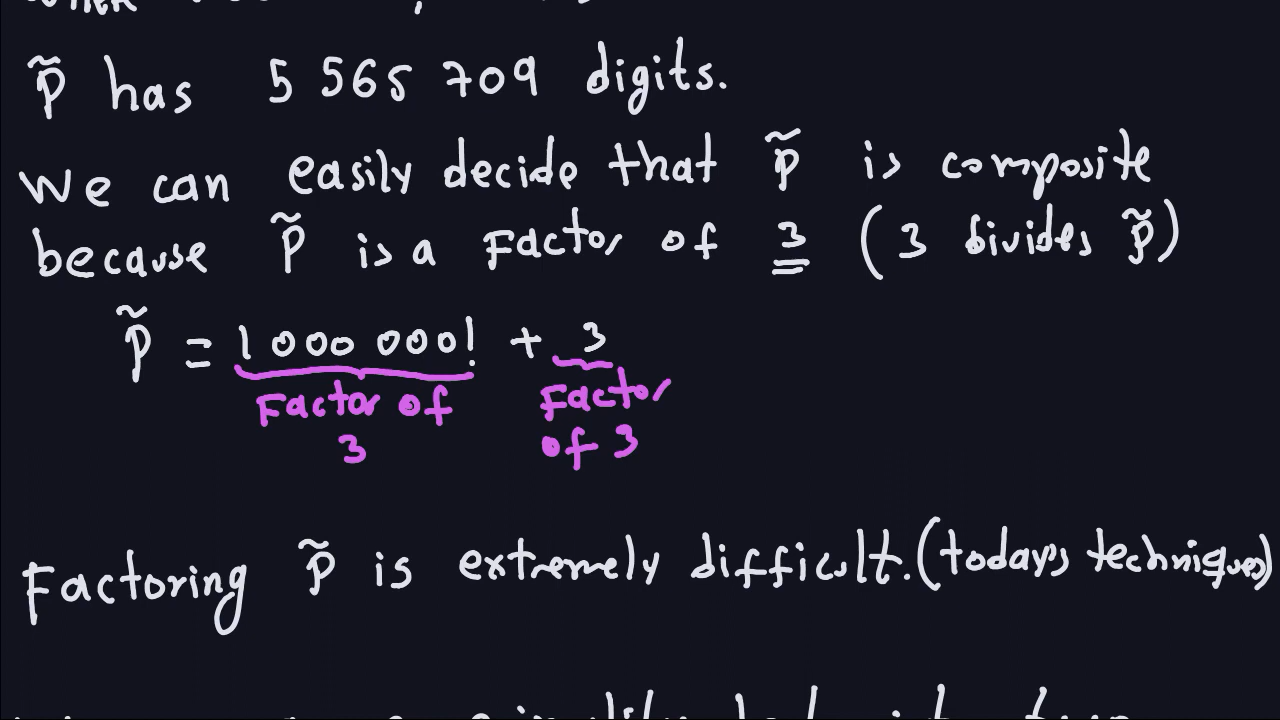 p̃ has 5 565 709 digits.
We can easily decide that p̃ is composite
because p̃ is a Factor of 3 (3 divides p̃)
p̃ = 1 000 000! + 3
Factor of
3
Factor
of 3
Factoring p̃ is extremely difficult. (today's techniques)